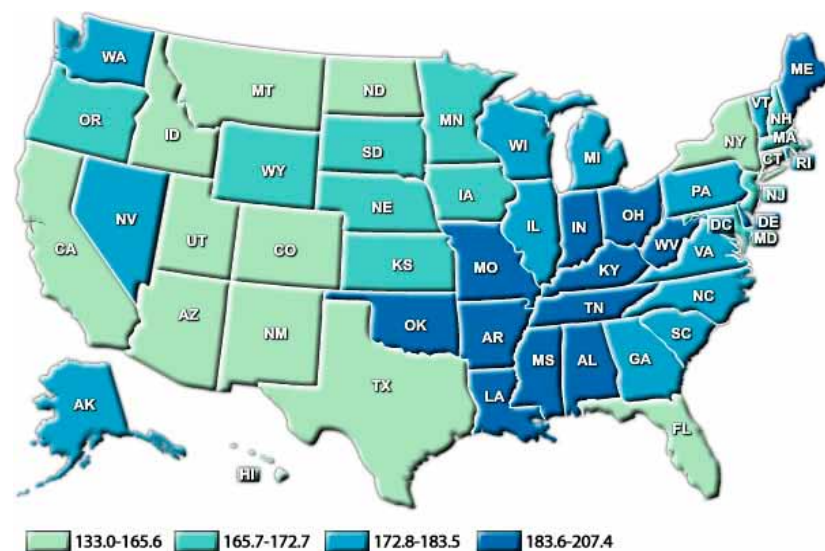 WA
ME
MT
ND
VT
OR
MN
NH
ID
NY
MA
WI
SD
CT
RI
MI
WY
IA
PA
NJ
NE
NV
OH
DE
IL
IN
DC
MD
UT
WV
CA
CO
VA
KS
MO
KY
NC
TN
AZ
OK
SC
NM
AR
MS
AL
GA
TX
LA
AK
FL
HI
133.0-165.6 165.7-172.7 172.8-183.5 183.6-207.4